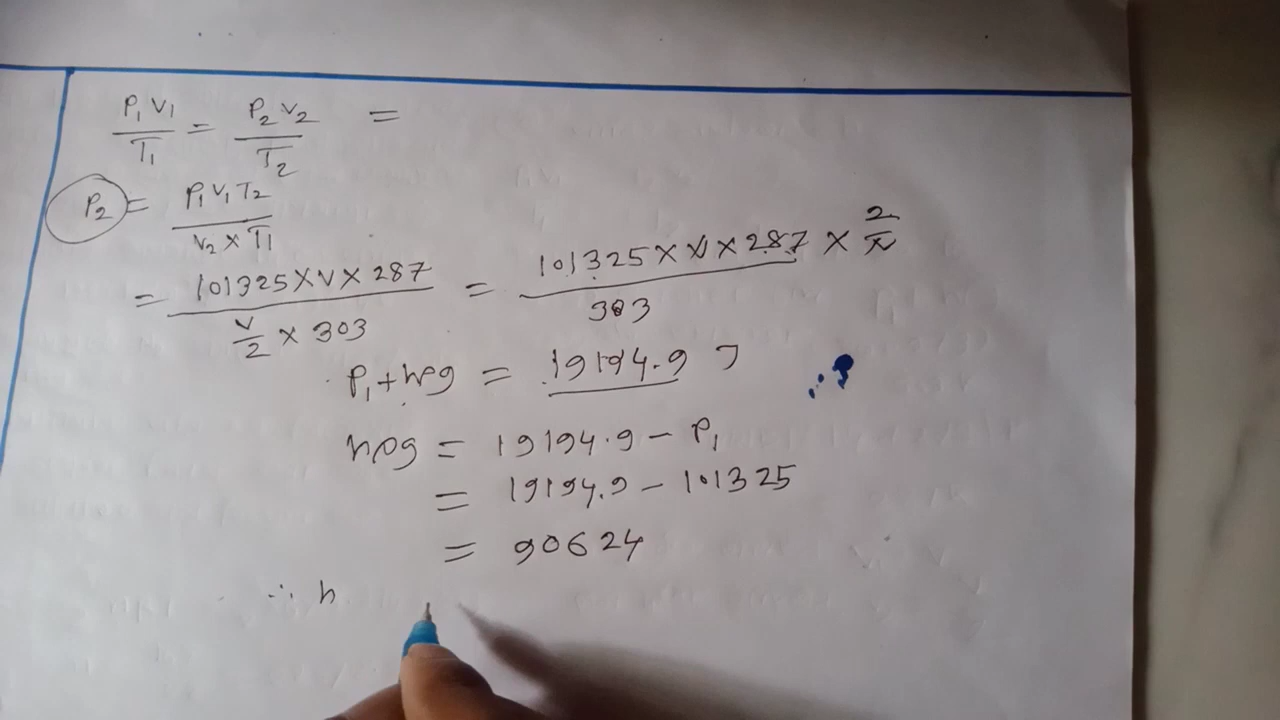 P₁V₁/T₁ = P₂V₂/T₂ =
P₂ = P₁V₁T₂/V₂ × T₁
= 101325 × V × 287/(V/2 × 303) = 101325 × V × 287/303 × 2/V
P₁ + hρg = 19194.9
hρg = 19194.9 - P₁
= 19194.9 - 101325
= 90624
∴ h